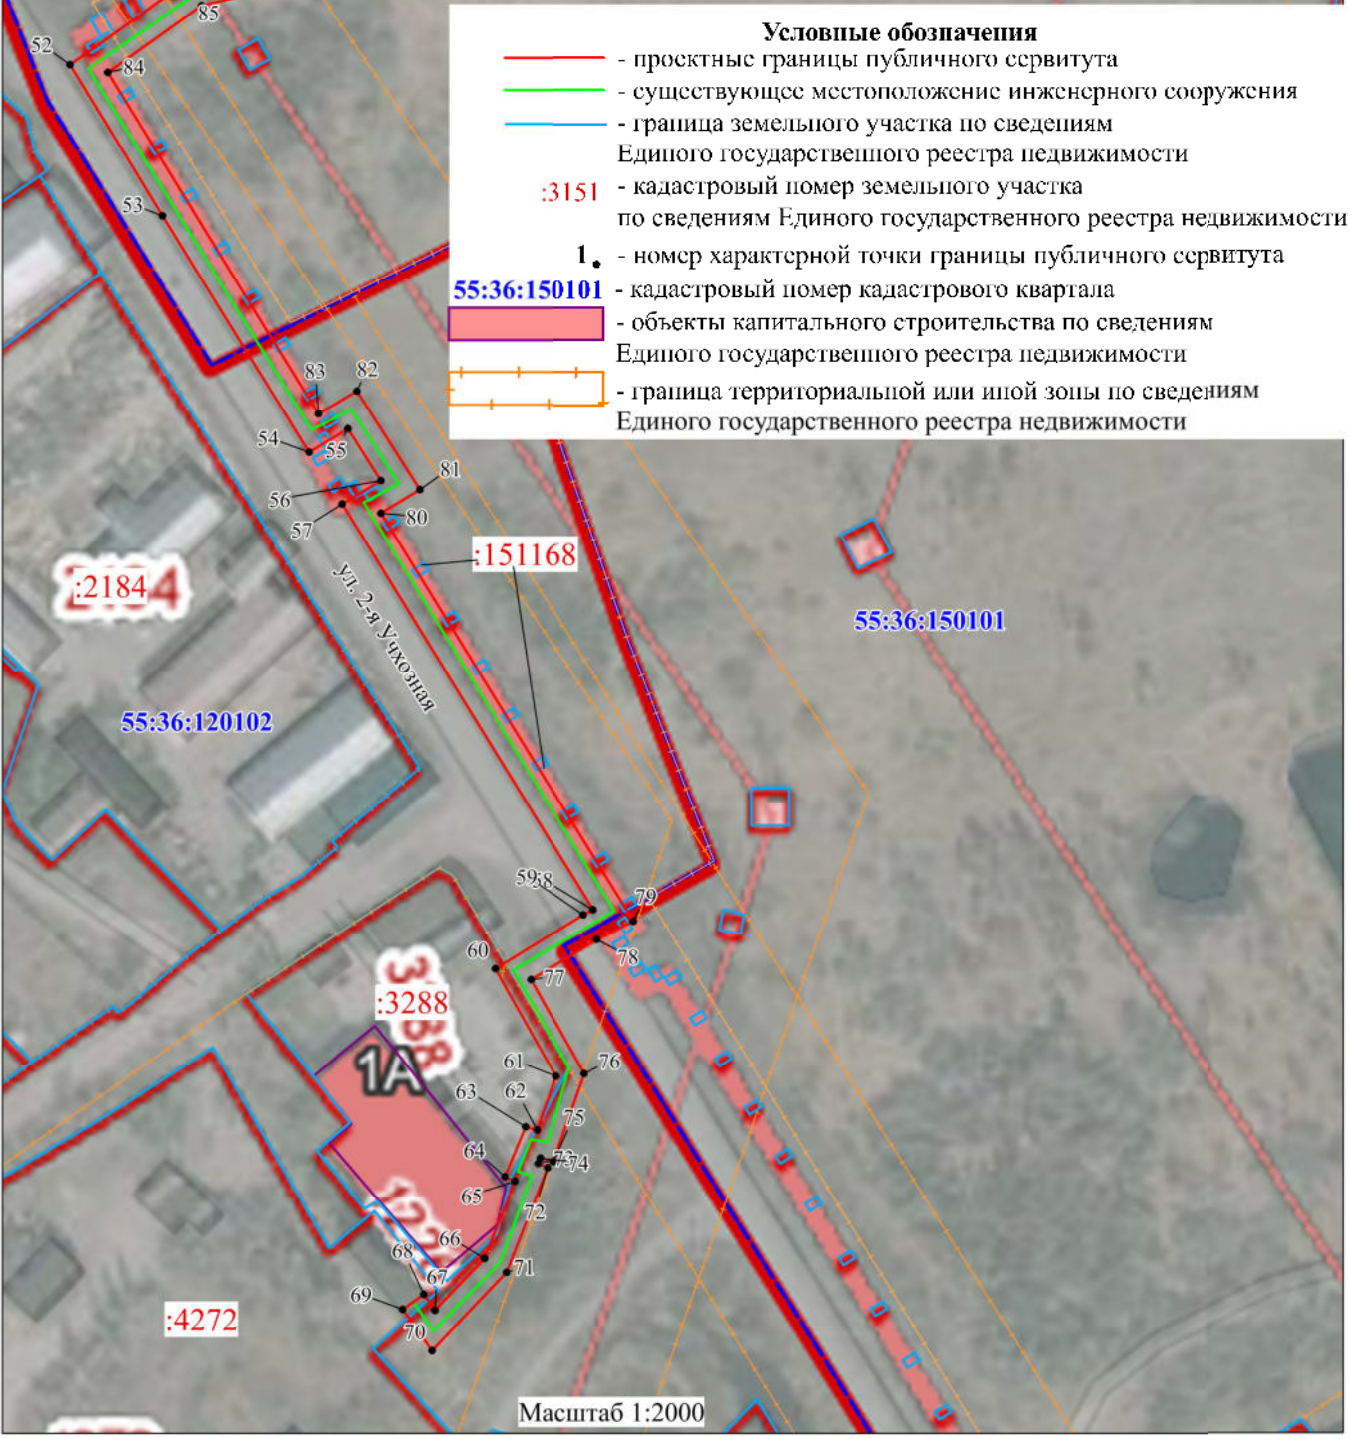 Условные обозначения
- проектные границы публичного сервитута
- существующее местоположение инженерного сооружения
- граница земельного участка по сведениям
Единого государственного реестра недвижимости
:3151 - кадастровый номер земельного участка
по сведениям Единого государственного реестра недвижимости
1. - номер характерной точки границы публичного сервитута
55:36:150101 - кадастровый номер кадастрового квартала
- объекты капитального строительства по сведениям
Единого государственного реестра недвижимости
- граница территориальной или иной зоны по сведениям
Единого государственного реестра недвижимости
85
52
84
53
83
82
54
55
81
56
57
80
:151168
:2184
ул. 2-я Учхозная
55:36:150101
55:36:120102
59
58
79
60
78
77
:3288
1А
61
76
63
62
75
64
73
74
65
72
66
68
67
71
69
70
:4272
Масштаб 1:2000